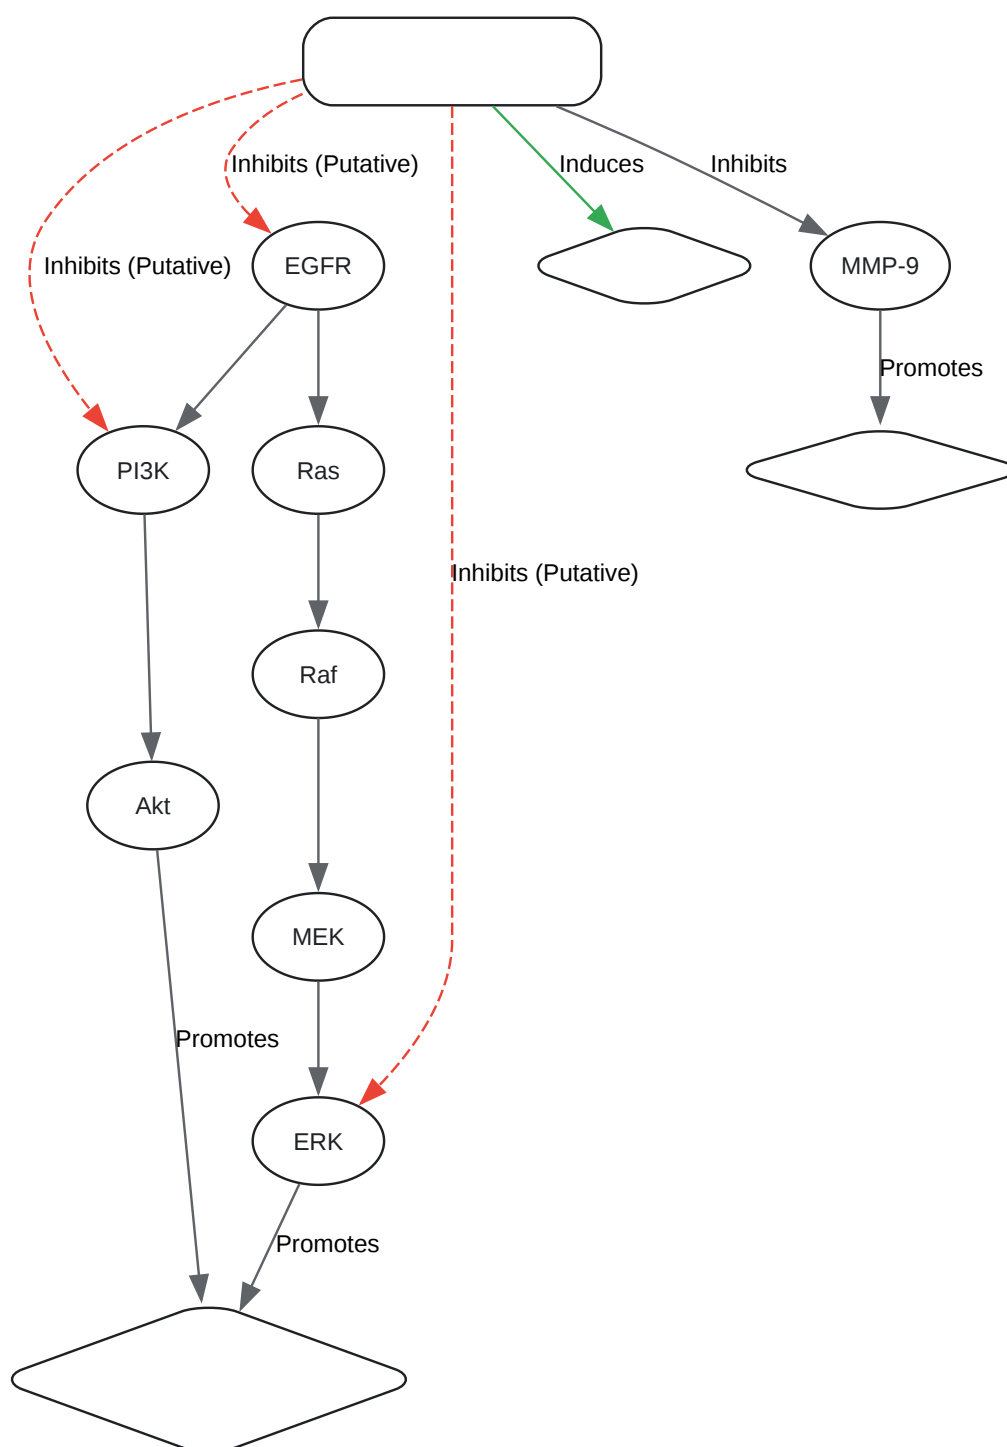 Inhibits (Putative)
Induces
Inhibits
Inhibits (Putative)
EGFR
MMP-9
Promotes
PI3K
Ras
Inhibits (Putative)
Raf
Akt
MEK
Promotes
ERK
Promotes